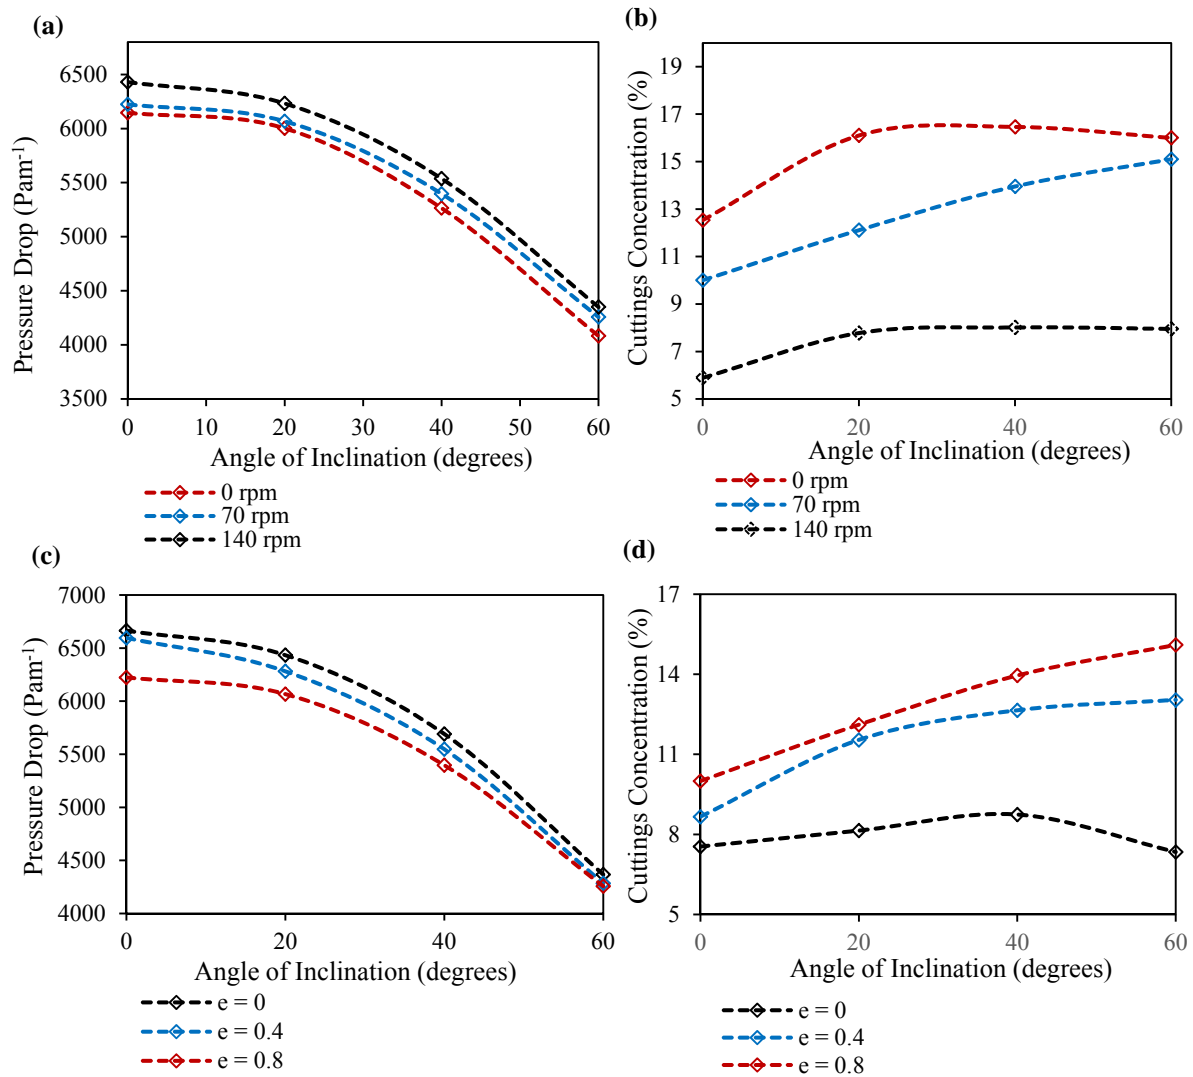 (a)
Pressure Drop (Pam⁻¹)
6500
6000
5500
5000
4500
4000
3500
0 10 20 30 40 50 60
Angle of Inclination (degrees)
0 rpm
70 rpm
140 rpm
(b)
Cuttings Concentration (%)
19
17
15
13
11
9
7
5
0 20 40 60
Angle of Inclination (degrees)
0 rpm
70 rpm
140 rpm
(c)
Pressure Drop (Pam⁻¹)
7000
6500
6000
5500
5000
4500
4000
0 20 40 60
Angle of Inclination (degrees)
e = 0
e = 0.4
e = 0.8
(d)
Cuttings Concentration (%)
17
14
11
8
5
0 20 40 60
Angle of Inclination (degrees)
e = 0
e = 0.4
e = 0.8